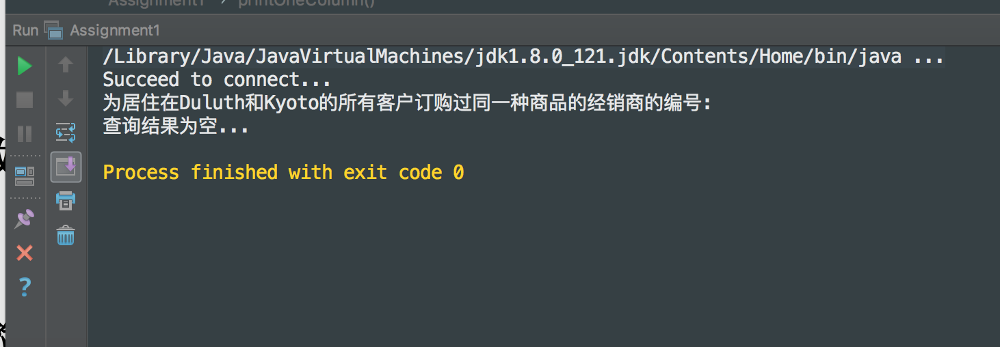 Assignment1 > printOneColumn()
Run Assignment1
/Library/Java/JavaVirtualMachines/jdk1.8.0_121.jdk/Contents/Home/bin/java ...
Succeed to connect...
为居住在Duluth和Kyoto的所有客户订购过同一种商品的经销商的编号:
查询结果为空...
Process finished with exit code 0